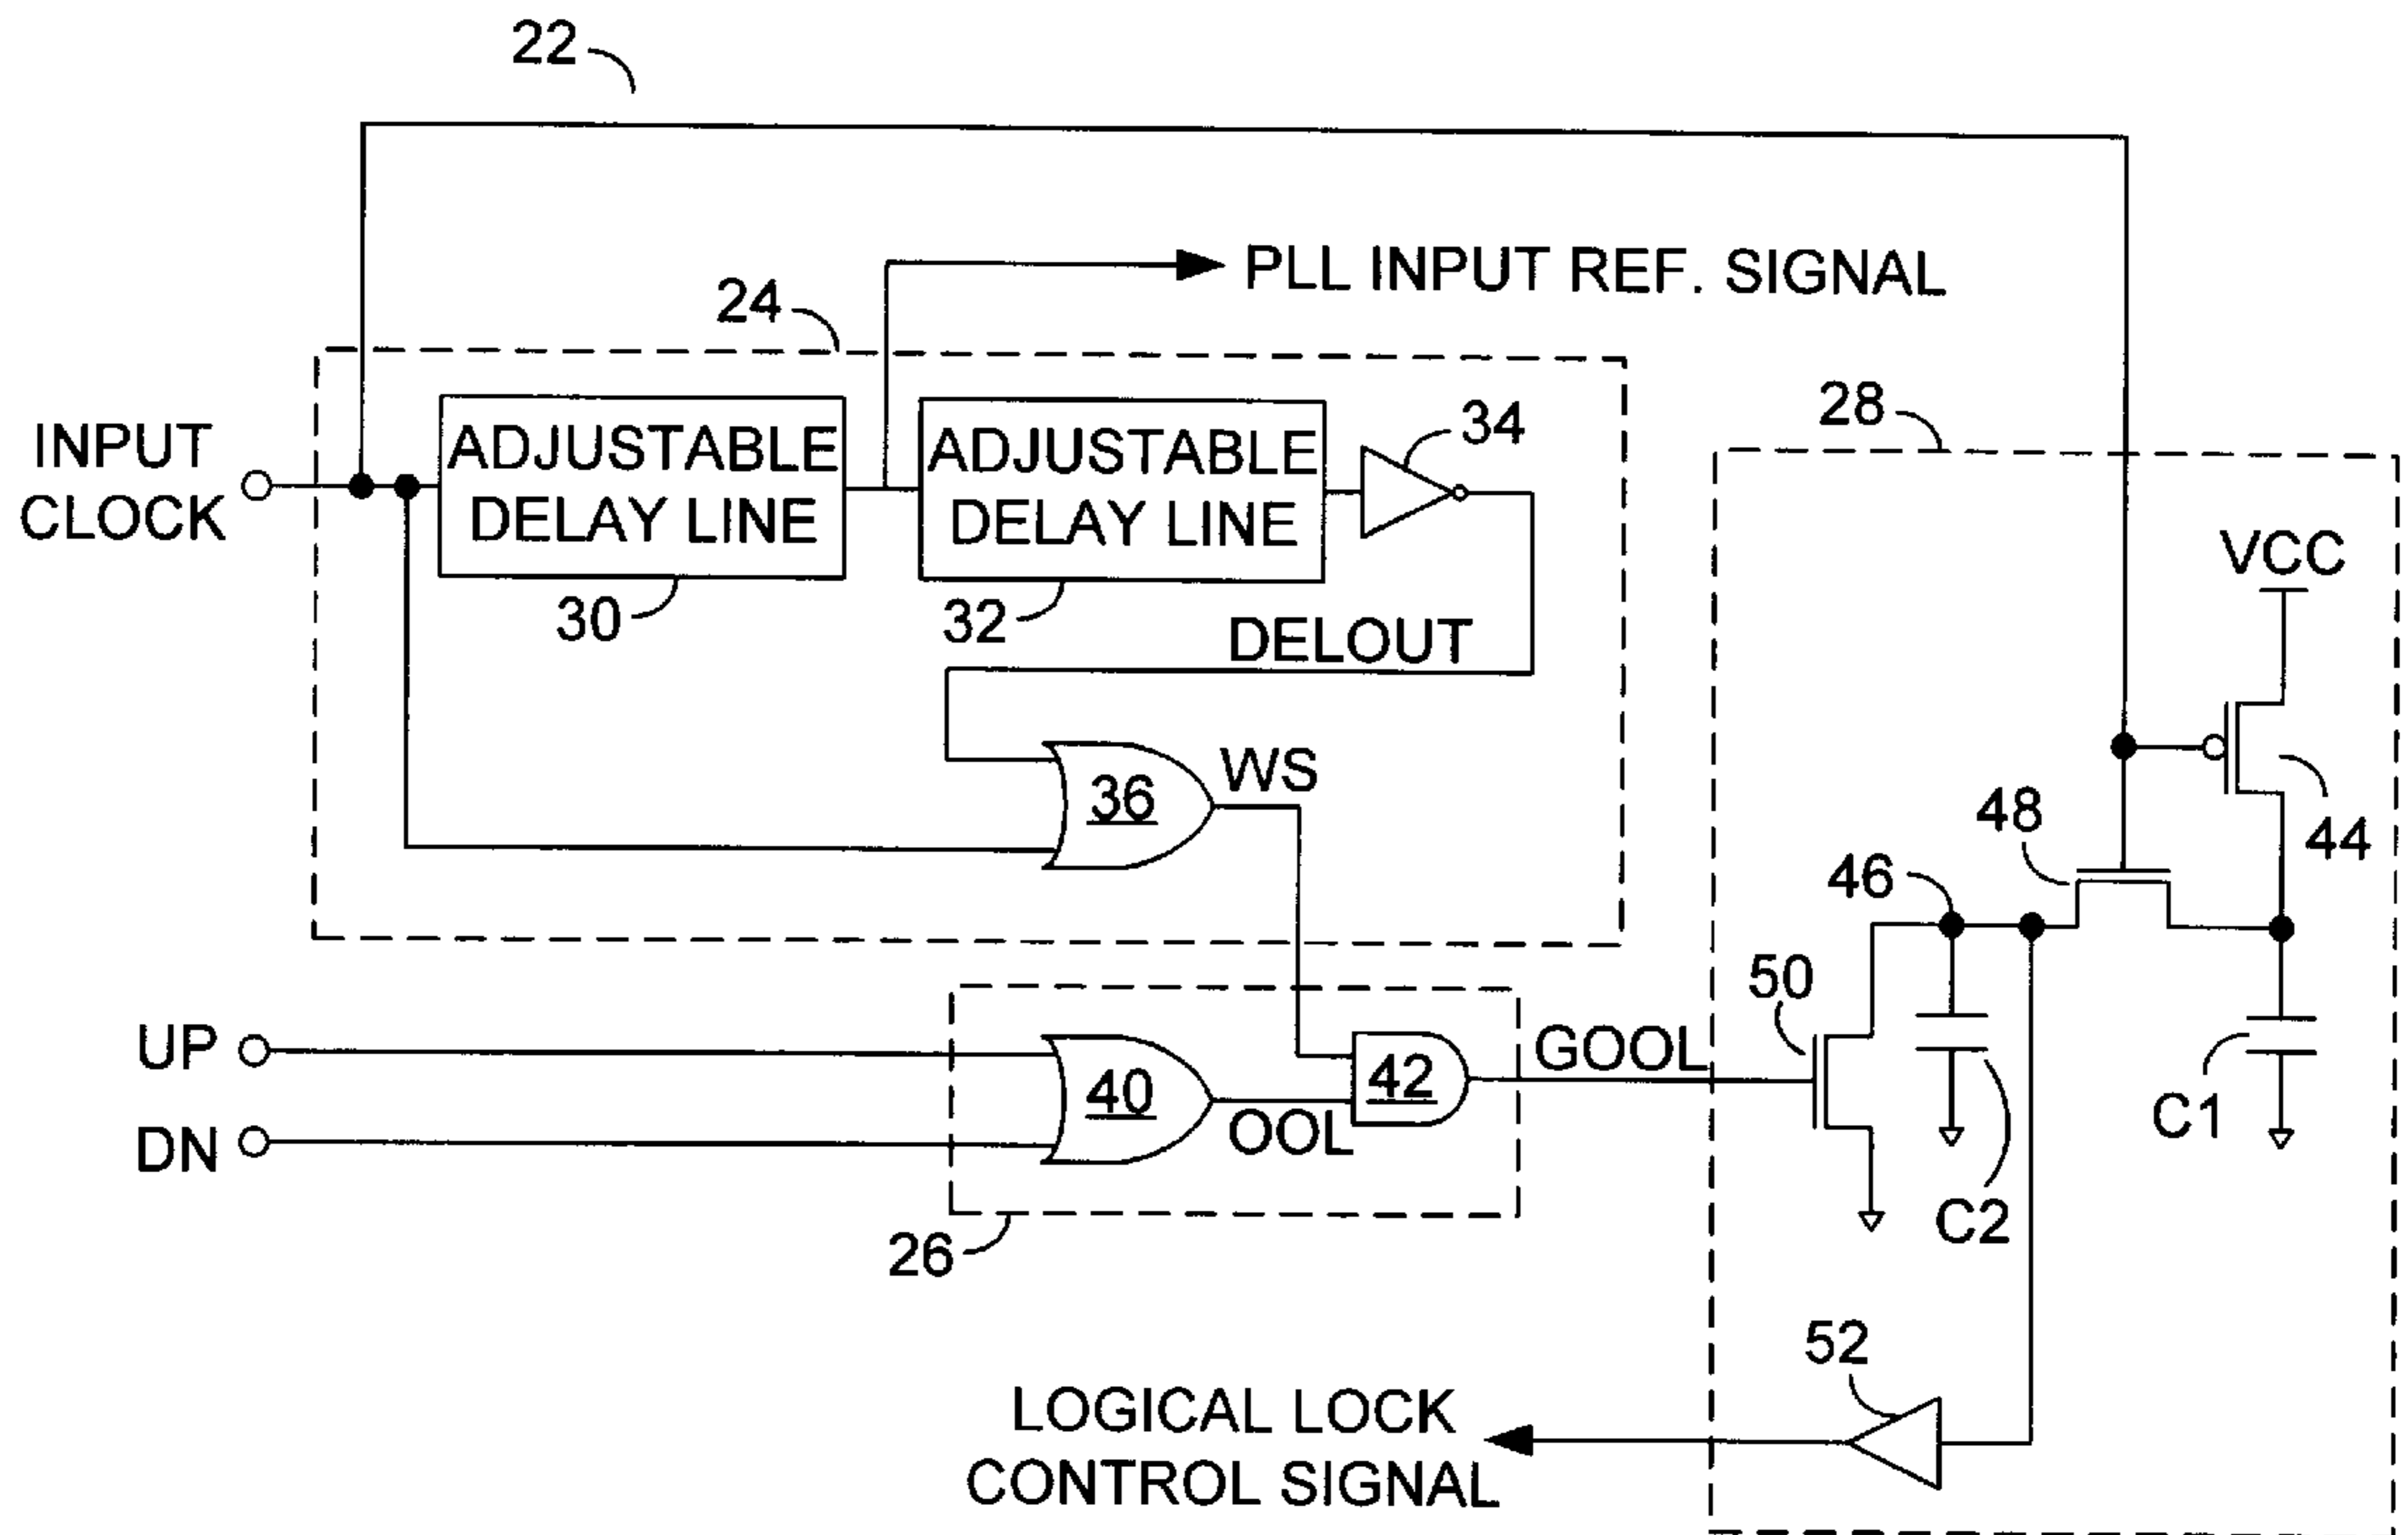 22
PLL INPUT REF. SIGNAL
24
INPUT
CLOCK
ADJUSTABLE
DELAY LINE
30
ADJUSTABLE
DELAY LINE
32
34
DELOUT
36
WS
28
VCC
44
48
46
50
C1
C2
UP
DN
40
OOL
42
GOOL
26
52
LOGICAL LOCK
CONTROL SIGNAL